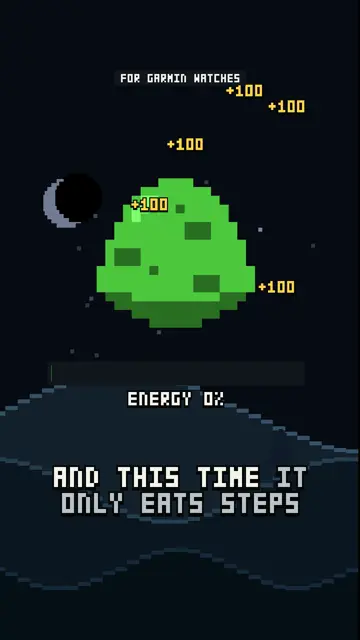 FOR GARMIN WATCHES
+100
+100
+100
+100
+100
ENERGY 0%
AND THIS TIME IT
ONLY EATS STEPS